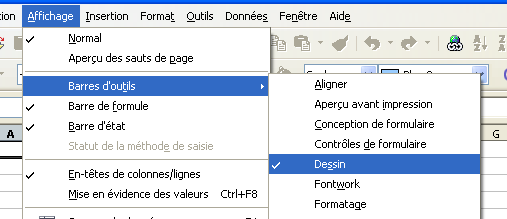 Affichage Insertion Format Outils Données Fenêtre Aide
Normal
Aperçu des sauts de page
Barres d'outils
Barre de formule
Barre d'état
Statut de la méthode de saisie
En-têtes de colonnes/lignes
Mise en évidence des valeurs Ctrl+F8
Aligner
Aperçu avant impression
Conception de formulaire
Contrôles de formulaire
Dessin
Fontwork
Formatage
A
G